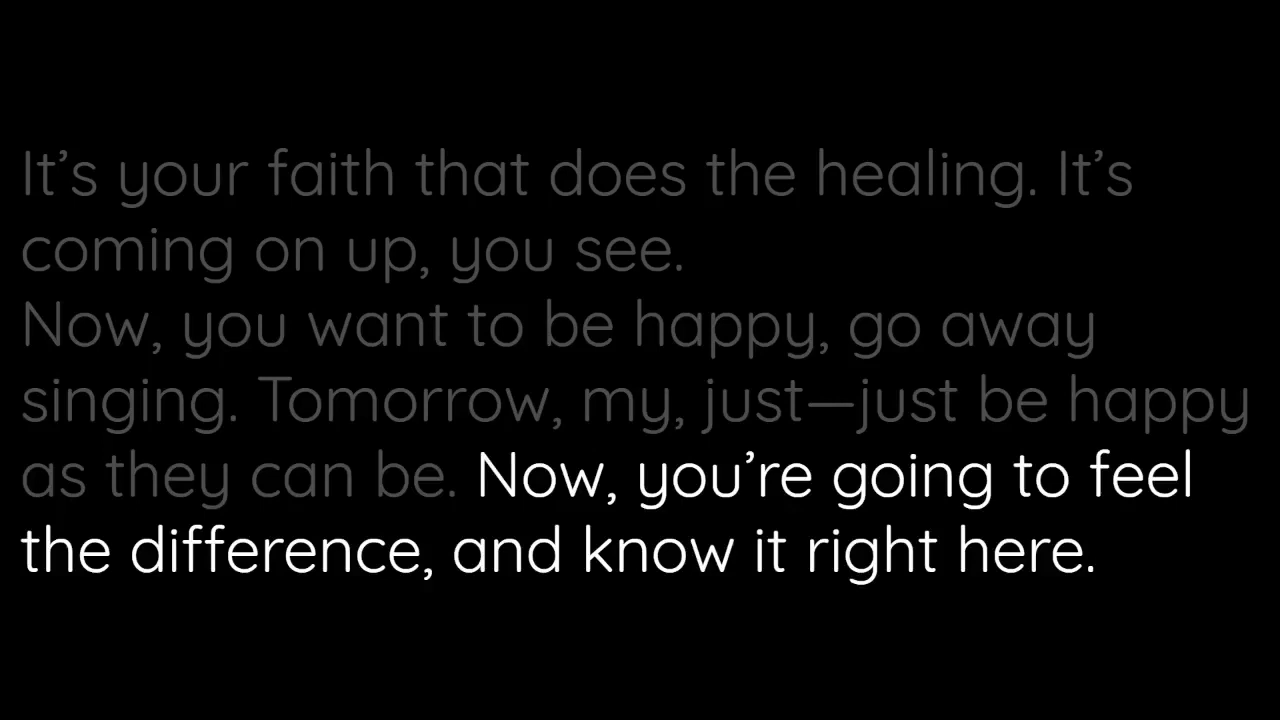 It’s your faith that does the healing. It’s
coming on up, you see.
Now, you want to be happy, go away
singing. Tomorrow, my, just—just be happy
as they can be. Now, you’re going to feel
the difference, and know it right here.